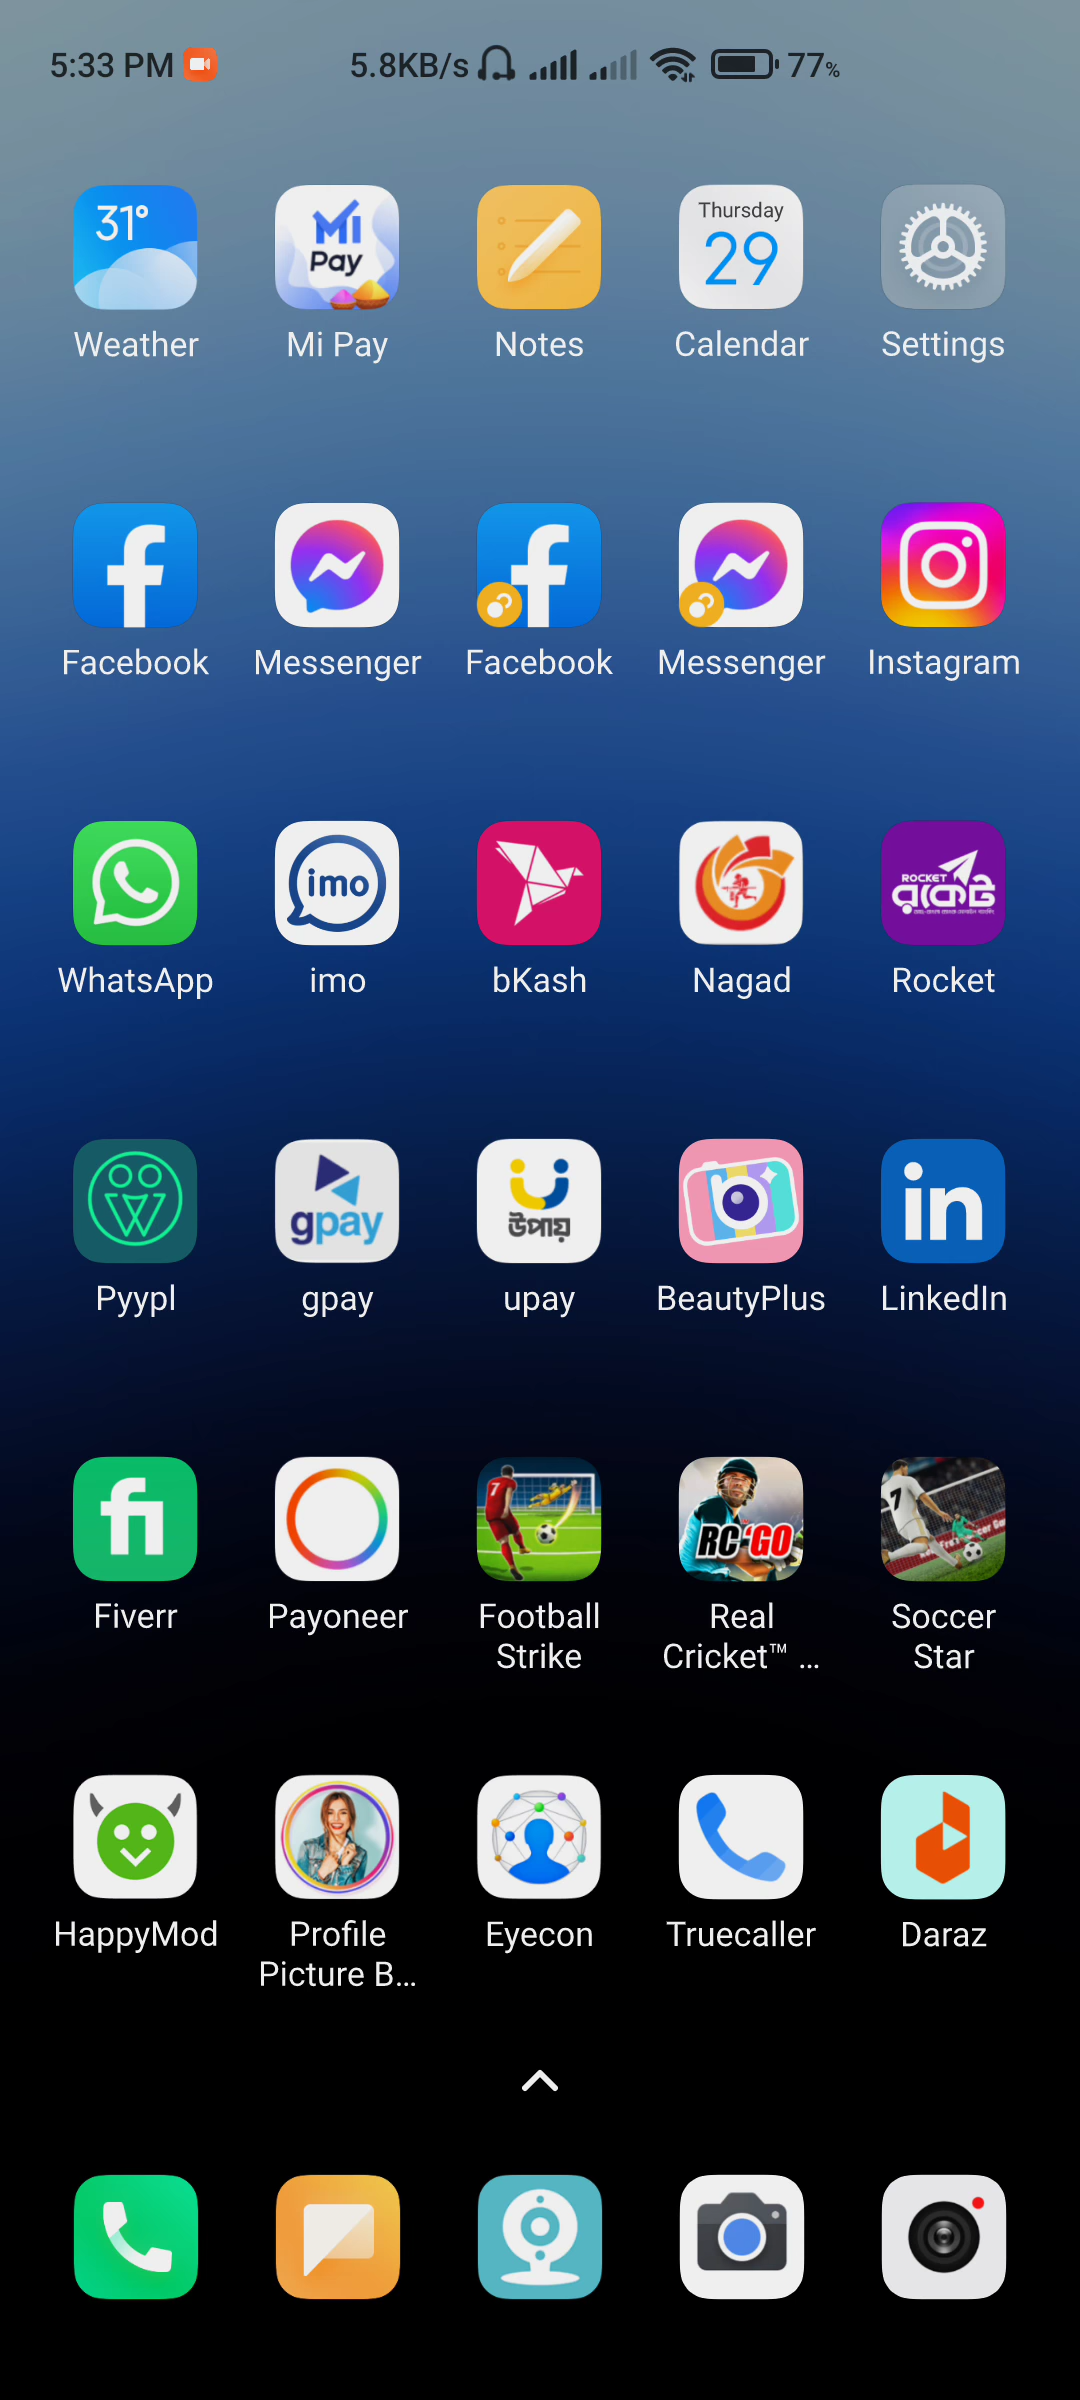 5:33 PM 5.8KB/s 77%
31°
Mi
Pay
Thursday
29
Weather Mi Pay Notes Calendar Settings
Facebook Messenger Facebook Messenger Instagram
imo
ROCKET
রকেট
WhatsApp imo bKash Nagad Rocket
gpay
উপায়
in
Pyypl gpay upay BeautyPlus LinkedIn
fi
7
RC'GO
7
Fiverr Payoneer Football Strike Real Cricket™ ... Soccer Star
HappyMod Profile Picture B... Eyecon Truecaller Daraz